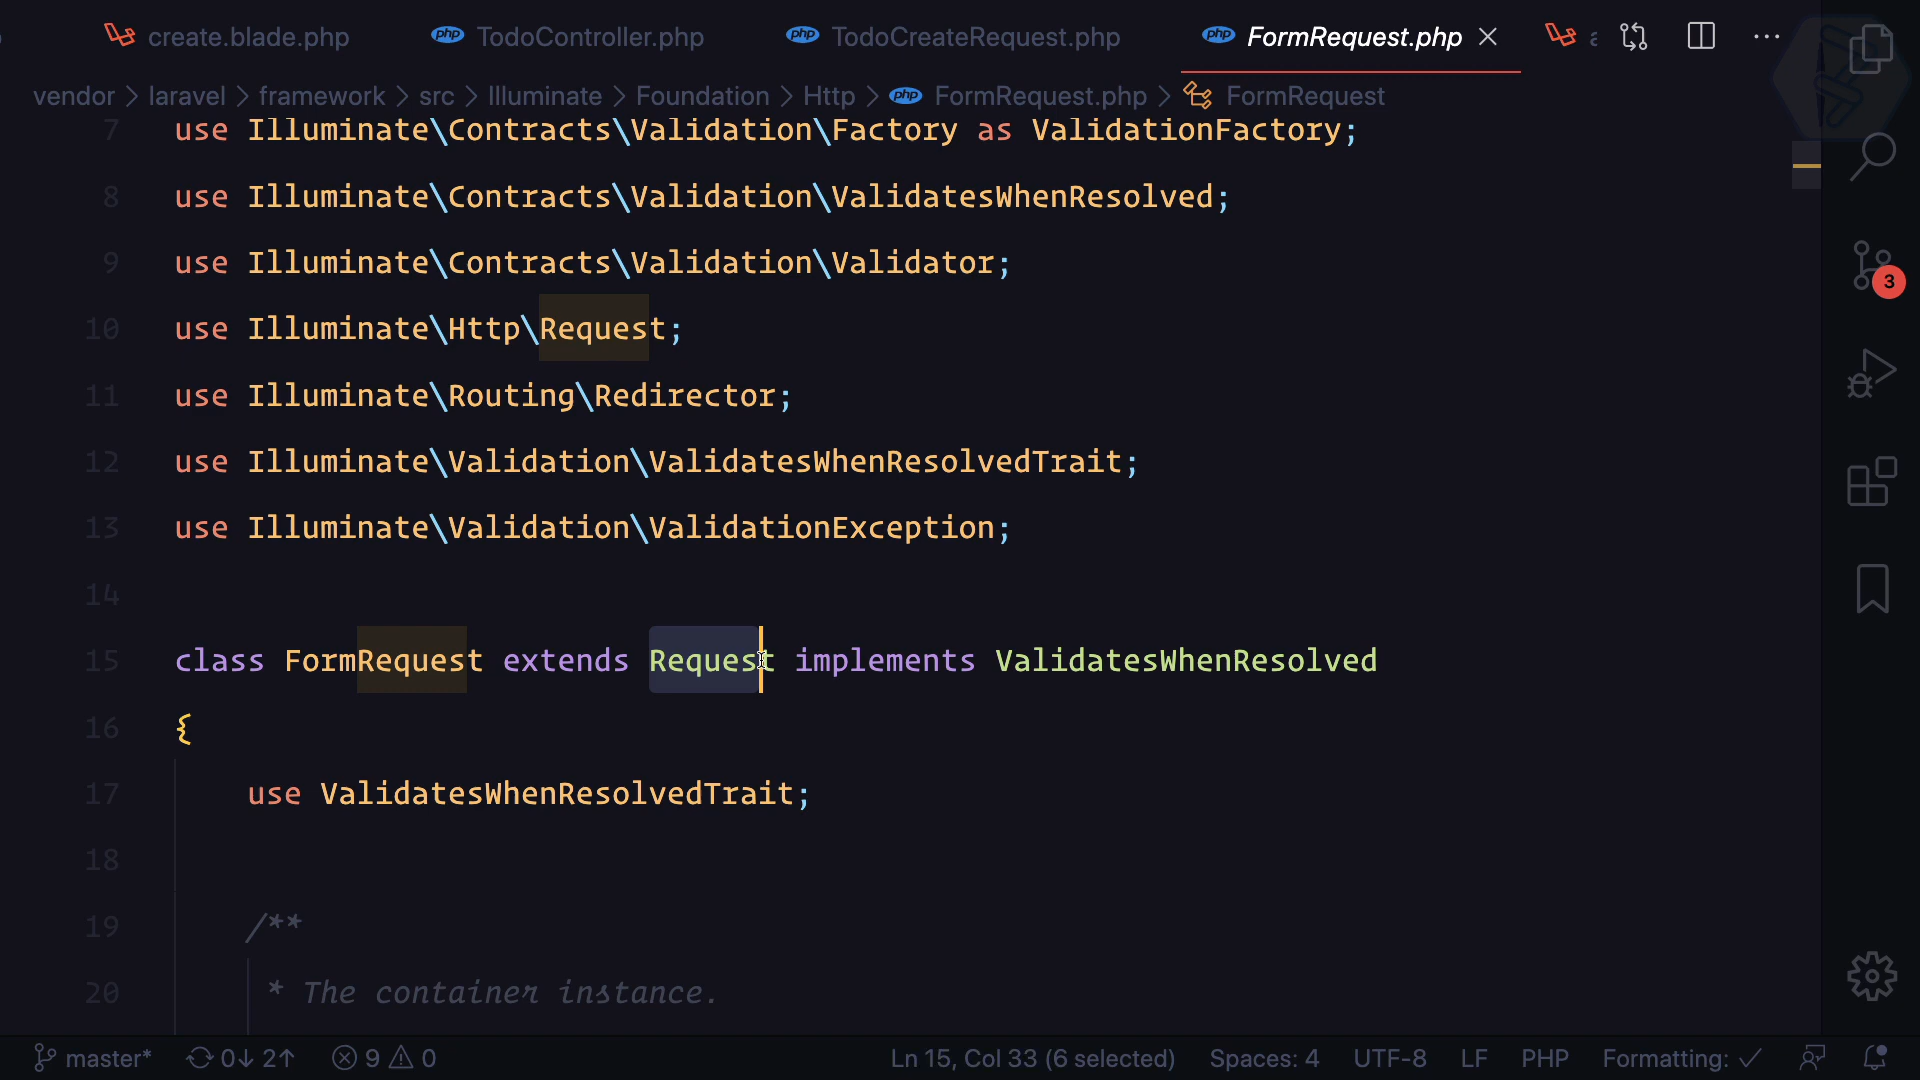 create.blade.php php TodoController.php php TodoCreateRequest.php php FormRequest.php
vendor > laravel > framework > src > Illuminate > Foundation > Http > php FormRequest.php > FormRequest
7 use Illuminate\Contracts\Validation\Factory as ValidationFactory;
8 use Illuminate\Contracts\Validation\ValidatesWhenResolved;
9 use Illuminate\Contracts\Validation\Validator;
10 use Illuminate\Http\Request;
11 use Illuminate\Routing\Redirector;
12 use Illuminate\Validation\ValidatesWhenResolvedTrait;
13 use Illuminate\Validation\ValidationException;
14
15 class FormRequest extends Request implements ValidatesWhenResolved
16 {
17 use ValidatesWhenResolvedTrait;
18
19 /**
20 * The container instance.
3
master* 0↓ 2↑ 9 0 Ln 15, Col 33 (6 selected) Spaces: 4 UTF-8 LF PHP Formatting: ✓